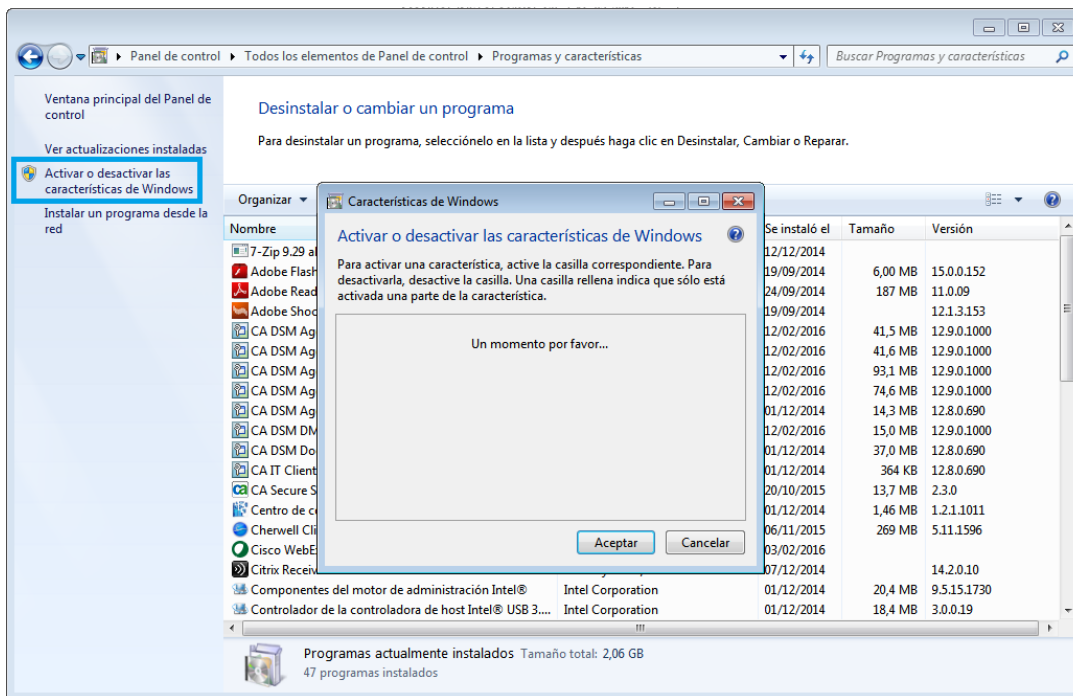 Panel de control ▸ Todos los elementos de Panel de control ▸ Programas y características
Buscar Programas y características
Ventana principal del Panel de
control
Ver actualizaciones instaladas
Activar o desactivar las
características de Windows
Instalar un programa desde la
red
Desinstalar o cambiar un programa
Para desinstalar un programa, selecciónelo en la lista y después haga clic en Desinstalar, Cambiar o Reparar.
Organizar
Nombre Se instaló el Tamaño Versión
7-Zip 9.29 al 12/12/2014
Adobe Flash 19/09/2014 6,00 MB 15.0.0.152
Adobe Read 24/09/2014 187 MB 11.0.09
Adobe Shoc 19/09/2014 12.1.3.153
CA DSM Ag 12/02/2016 41,5 MB 12.9.0.1000
CA DSM Ag 12/02/2016 41,6 MB 12.9.0.1000
CA DSM Ag 12/02/2016 93,1 MB 12.9.0.1000
CA DSM Ag 12/02/2016 74,6 MB 12.9.0.1000
CA DSM Ag 01/12/2014 14,3 MB 12.8.0.690
CA DSM DM 12/02/2016 15,0 MB 12.9.0.1000
CA DSM Do 01/12/2014 37,0 MB 12.8.0.690
CA IT Client 01/12/2014 364 KB 12.8.0.690
CA Secure S 20/10/2015 13,7 MB 2.3.0
Centro de co 01/12/2014 1,46 MB 1.2.1.1011
Cherwell Cli 06/11/2015 269 MB 5.11.1596
Cisco WebE 03/02/2016
Citrix Receiv 07/12/2014 14.2.0.10
Componentes del motor de administración Intel® Intel Corporation 01/12/2014 20,4 MB 9.5.15.1730
Controlador de la controladora de host Intel® USB 3.... Intel Corporation 01/12/2014 18,4 MB 3.0.0.19
Características de Windows
Activar o desactivar las características de Windows
Para activar una característica, active la casilla correspondiente. Para
desactivarla, desactive la casilla. Una casilla rellena indica que sólo está
activada una parte de la característica.
Un momento por favor...
Aceptar Cancelar
Programas actualmente instalados Tamaño total: 2,06 GB
47 programas instalados